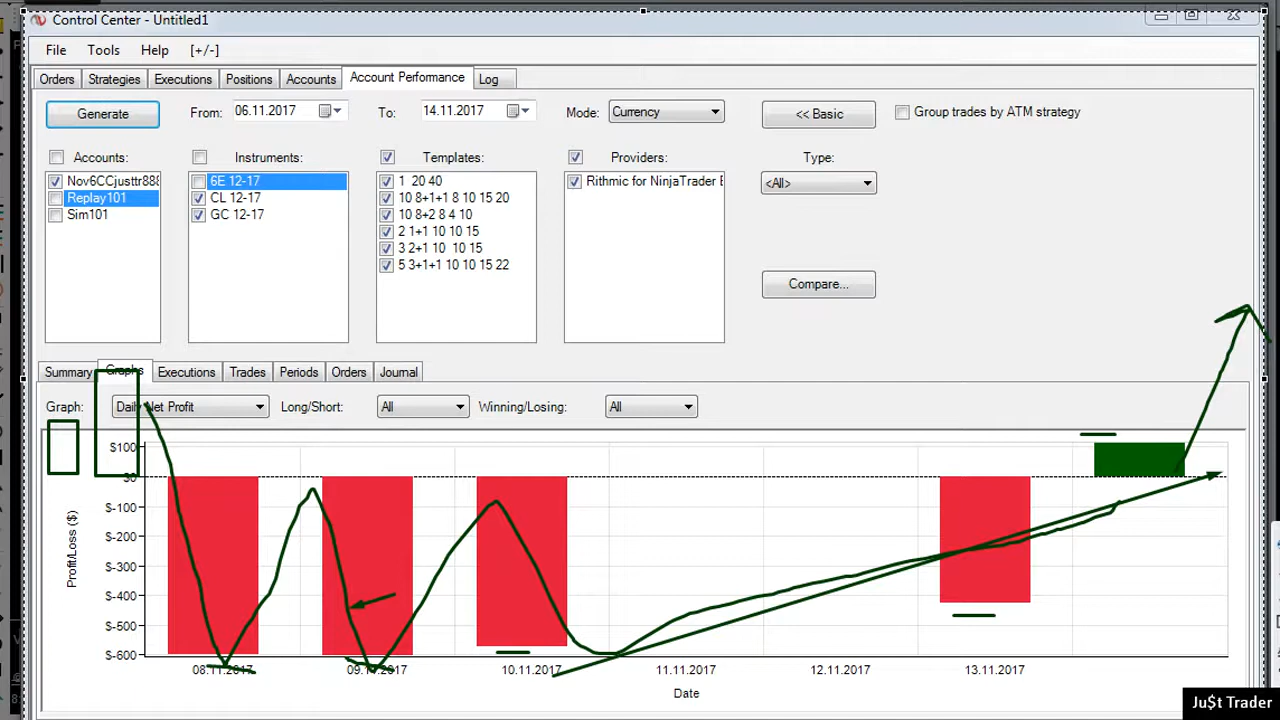 Control Center - Untitled1
File Tools Help [+/-]
Orders Strategies Executions Positions Accounts Account Performance Log
Generate From: 06.11.2017 To: 14.11.2017 Mode: Currency << Basic Group trades by ATM strategy
Accounts: Instruments: Templates: Providers: Type:
Nov6CCjusttr888 6E 12-17 1 20 40 Rithmic for NinjaTrader <All>
Replay101 CL 12-17 10 8+1+1 8 10 15 20
Sim101 GC 12-17 10 8+2 8 4 10
2 1+1 10 10 15
3 2+1 10 10 15
5 3+1+1 10 10 15 22
Compare...
Summary Graphs Executions Trades Periods Orders Journal
Graph: Daily Net Profit Long/Short: All Winning/Losing: All
$100
$0
$-100
$-200
$-300
$-400
$-500
$-600
Profit/Loss ($)
08.11.2017 09.11.2017 10.11.2017 11.11.2017 12.11.2017 13.11.2017
Date
Ju$t Trader